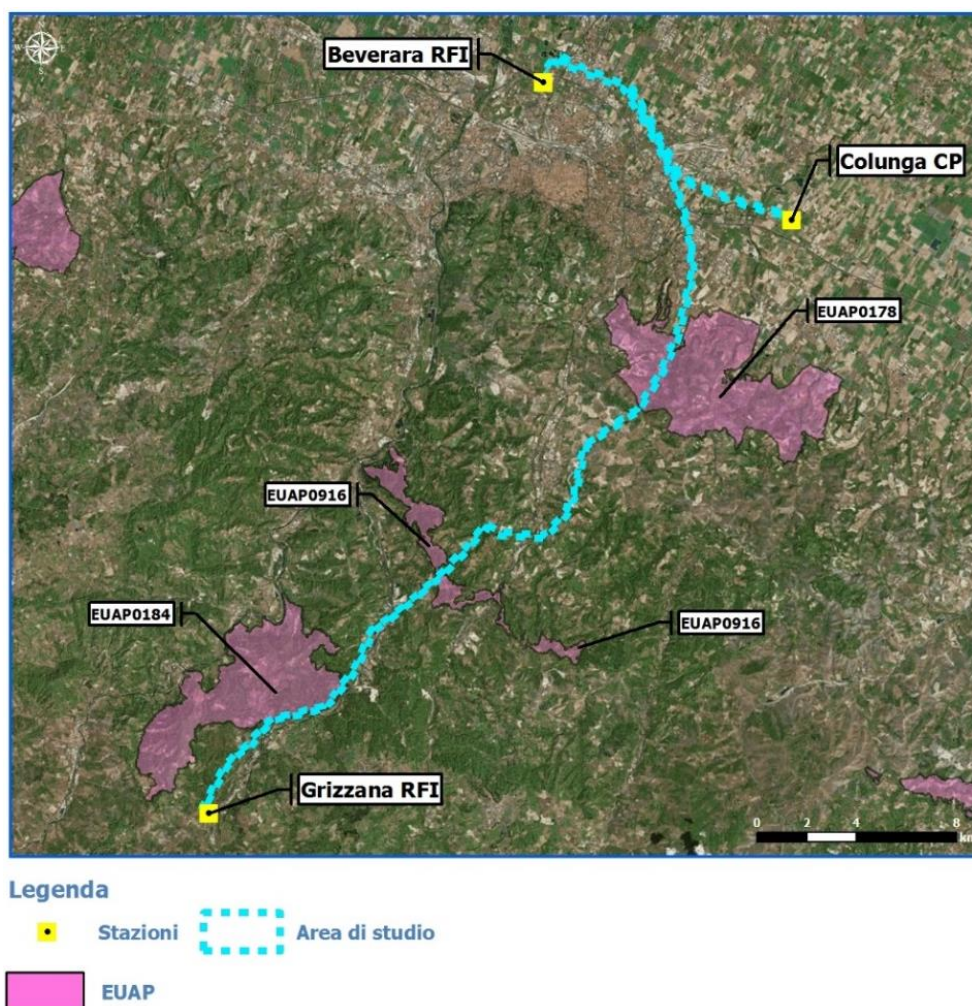 Beverara RFI
Colunga CP
EUAP0178
EUAP0916
EUAP0184
EUAP0916
Grizzana RFI
0 2 4 6 8
km
Legenda
Stazioni
Area di studio
EUAP